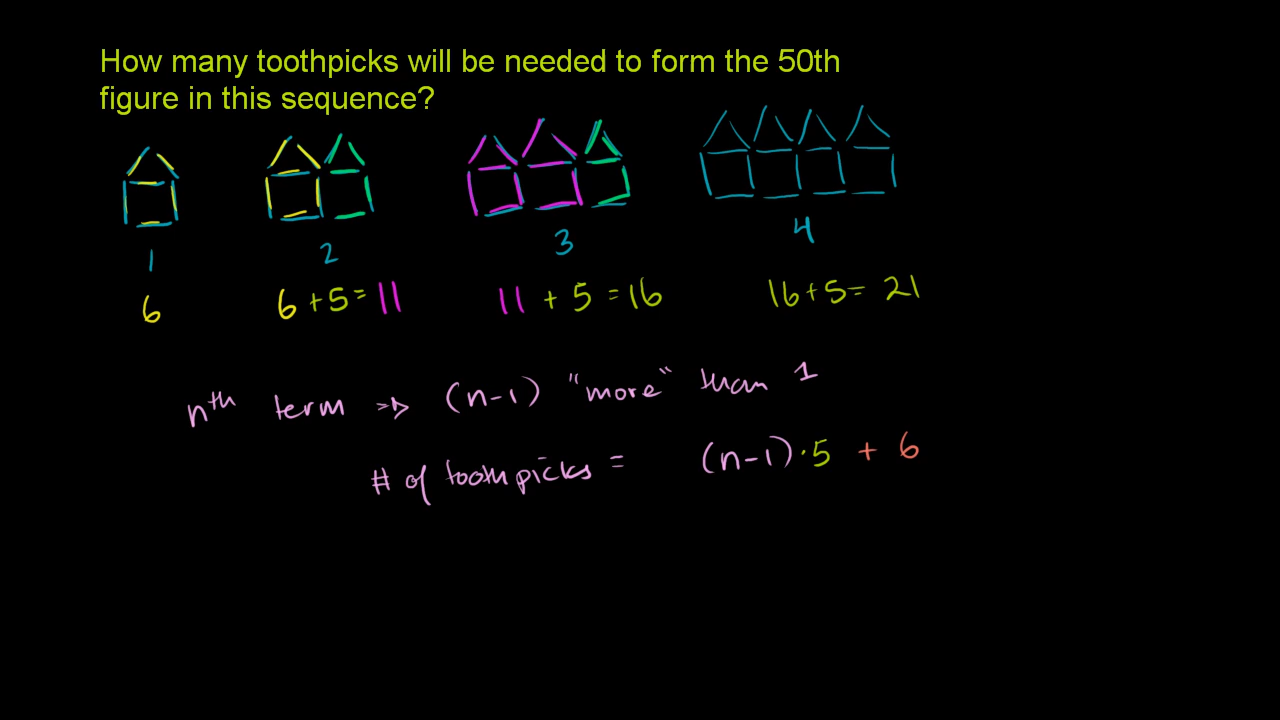 How many toothpicks will be needed to form the 50th
figure in this sequence?
1 2 3 4
6 6+5=11 11 + 5 =16 16+5= 21
nth term => (n-1) "more" than 1
# of toothpicks = (n-1)·5 + 6